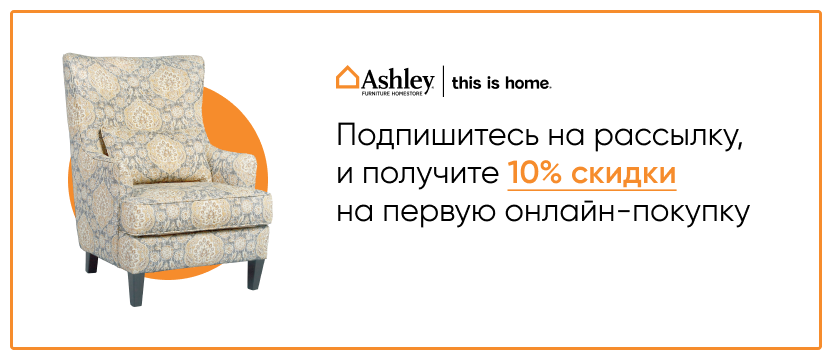 Ashley | this is home.
FURNITURE HOMESTORE
Подпишитесь на рассылку,
и получите 10% скидки
на первую онлайн-покупку